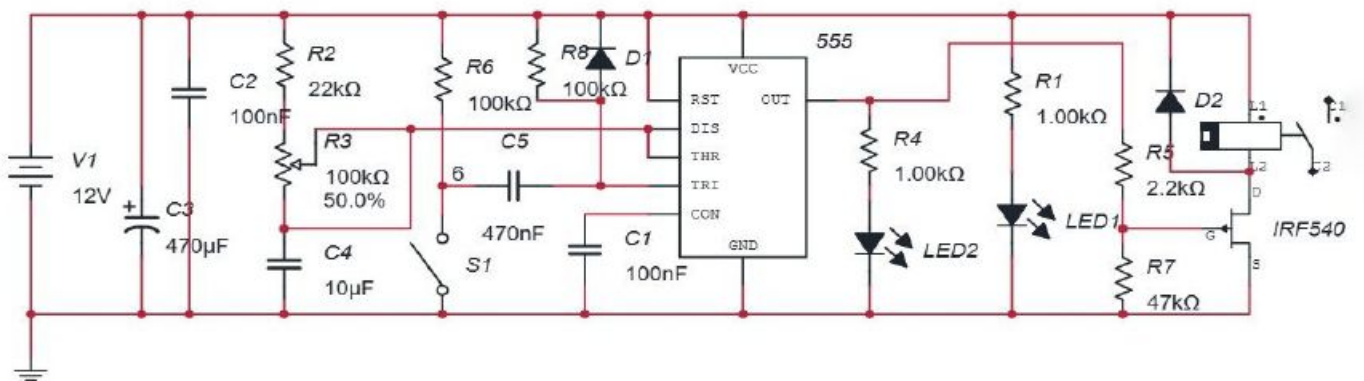 555
C2
100nF
R2
22kΩ
R6
100kΩ
R8
100kΩ
D1
VCC
RST
OUT
DIS
THR
TRI
CON
GND
R1
1.00kΩ
D2
L1
L2
V1
12V
C3
+
470µF
R3
100kΩ
50.0%
C4
10µF
6
C5
470nF
S1
C1
100nF
R4
1.00kΩ
LED2
LED1
R5
2.2kΩ
R7
47kΩ
D
G
S
IRF540